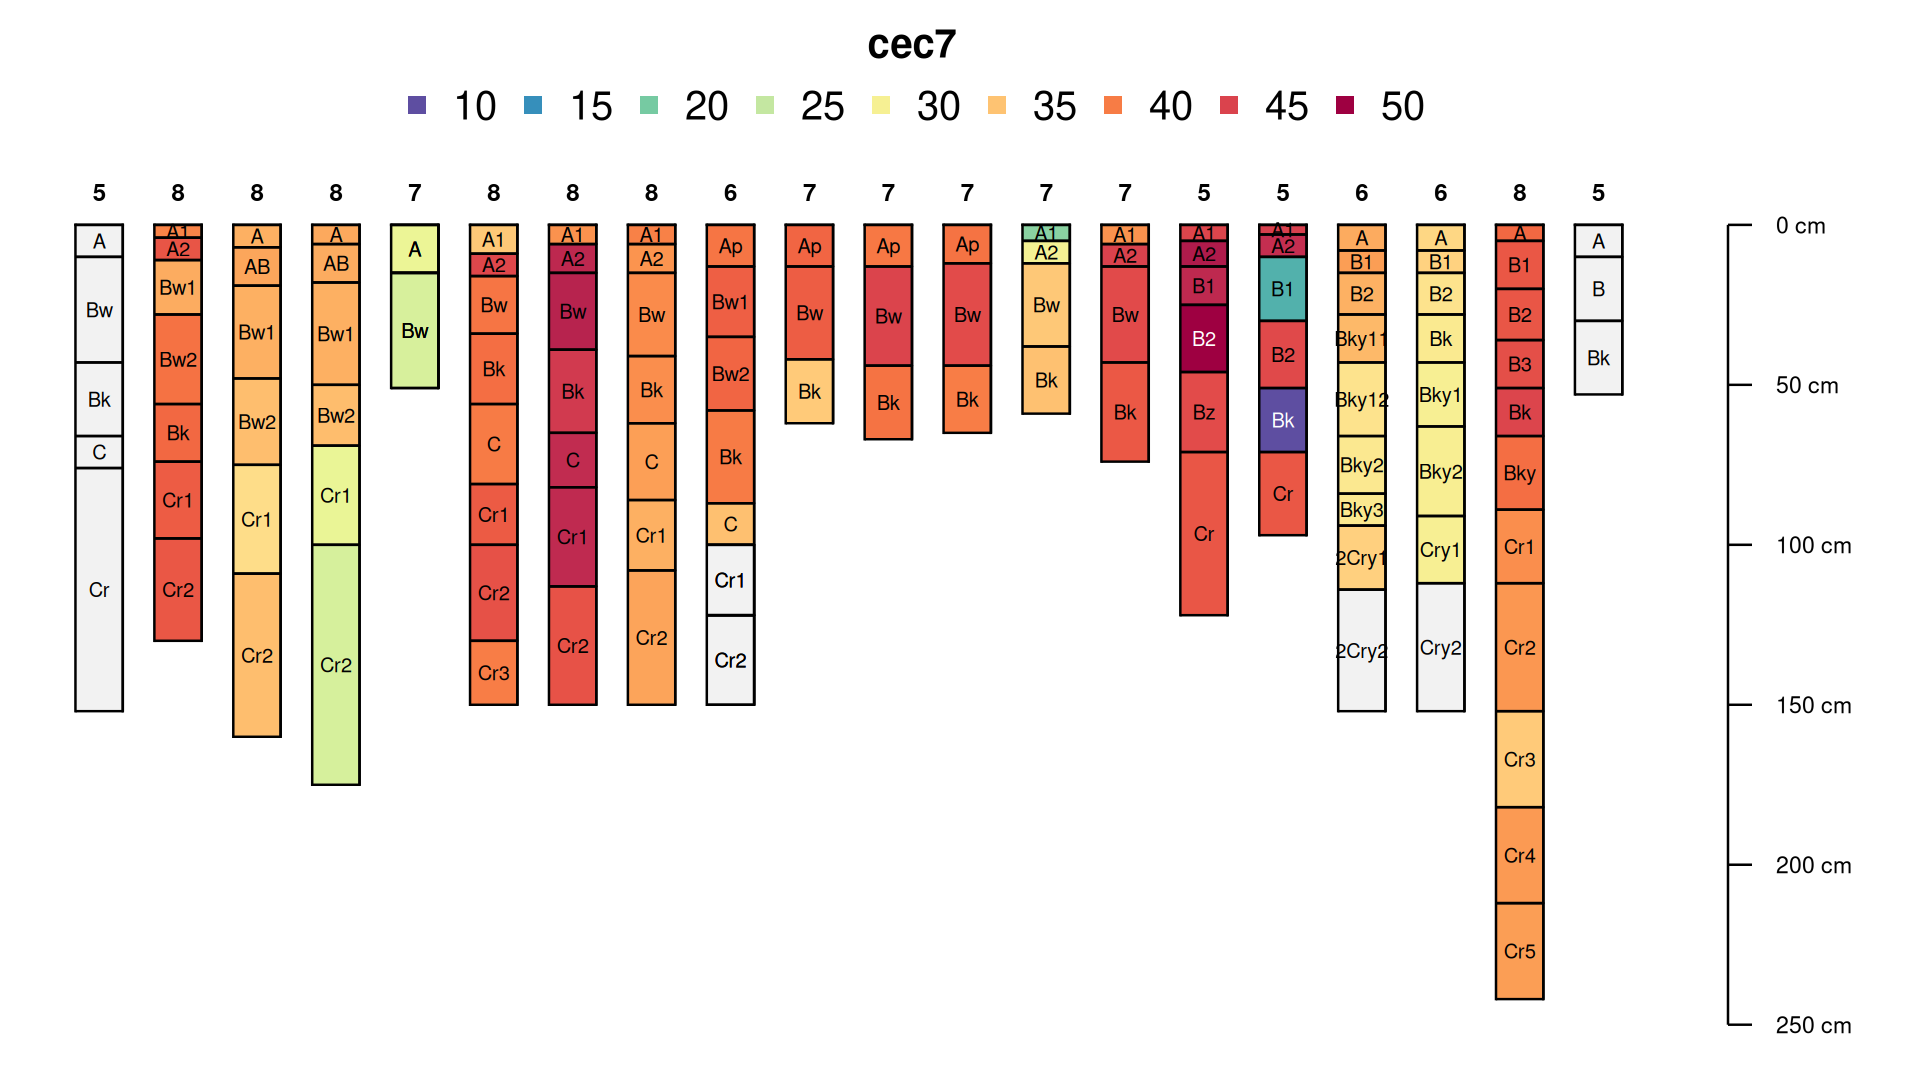 cec7
10 15 20 25 30 35 40 45 50
5 8 8 8 7 8 8 8 6 7 7 7 7 7 5 5 6 6 8 5
A Bw Bk C Cr
A1 A2 Bw1 Bw2 Bk Cr1 Cr2
A AB Bw1 Bw2 Cr1 Cr2
A AB Bw1 Bw2 Cr1 Cr2
A Bw
A1 A2 Bw Bk C Cr1 Cr2 Cr3
A1 A2 Bw Bk C Cr1 Cr2
A1 A2 Bw Bk C Cr1 Cr2
Ap Bw1 Bw2 Bk C Cr1 Cr2
Ap Bw Bk
Ap Bw Bk
Ap Bw Bk
A1 A2 Bw Bk
A1 A2 Bw Bk
A1 A2 B1 B2 Bz Cr
A1 A2 B1 B2 Bk Cr
A B1 B2 Bky11 Bky12 Bky2 Bky3 2Cry1 2Cry2
A B1 B2 Bk Bky1 Bky2 Cry1 Cry2
A B1 B2 B3 Bk Bky Cr1 Cr2 Cr3 Cr4 Cr5
A B Bk
0 cm
50 cm
100 cm
150 cm
200 cm
250 cm